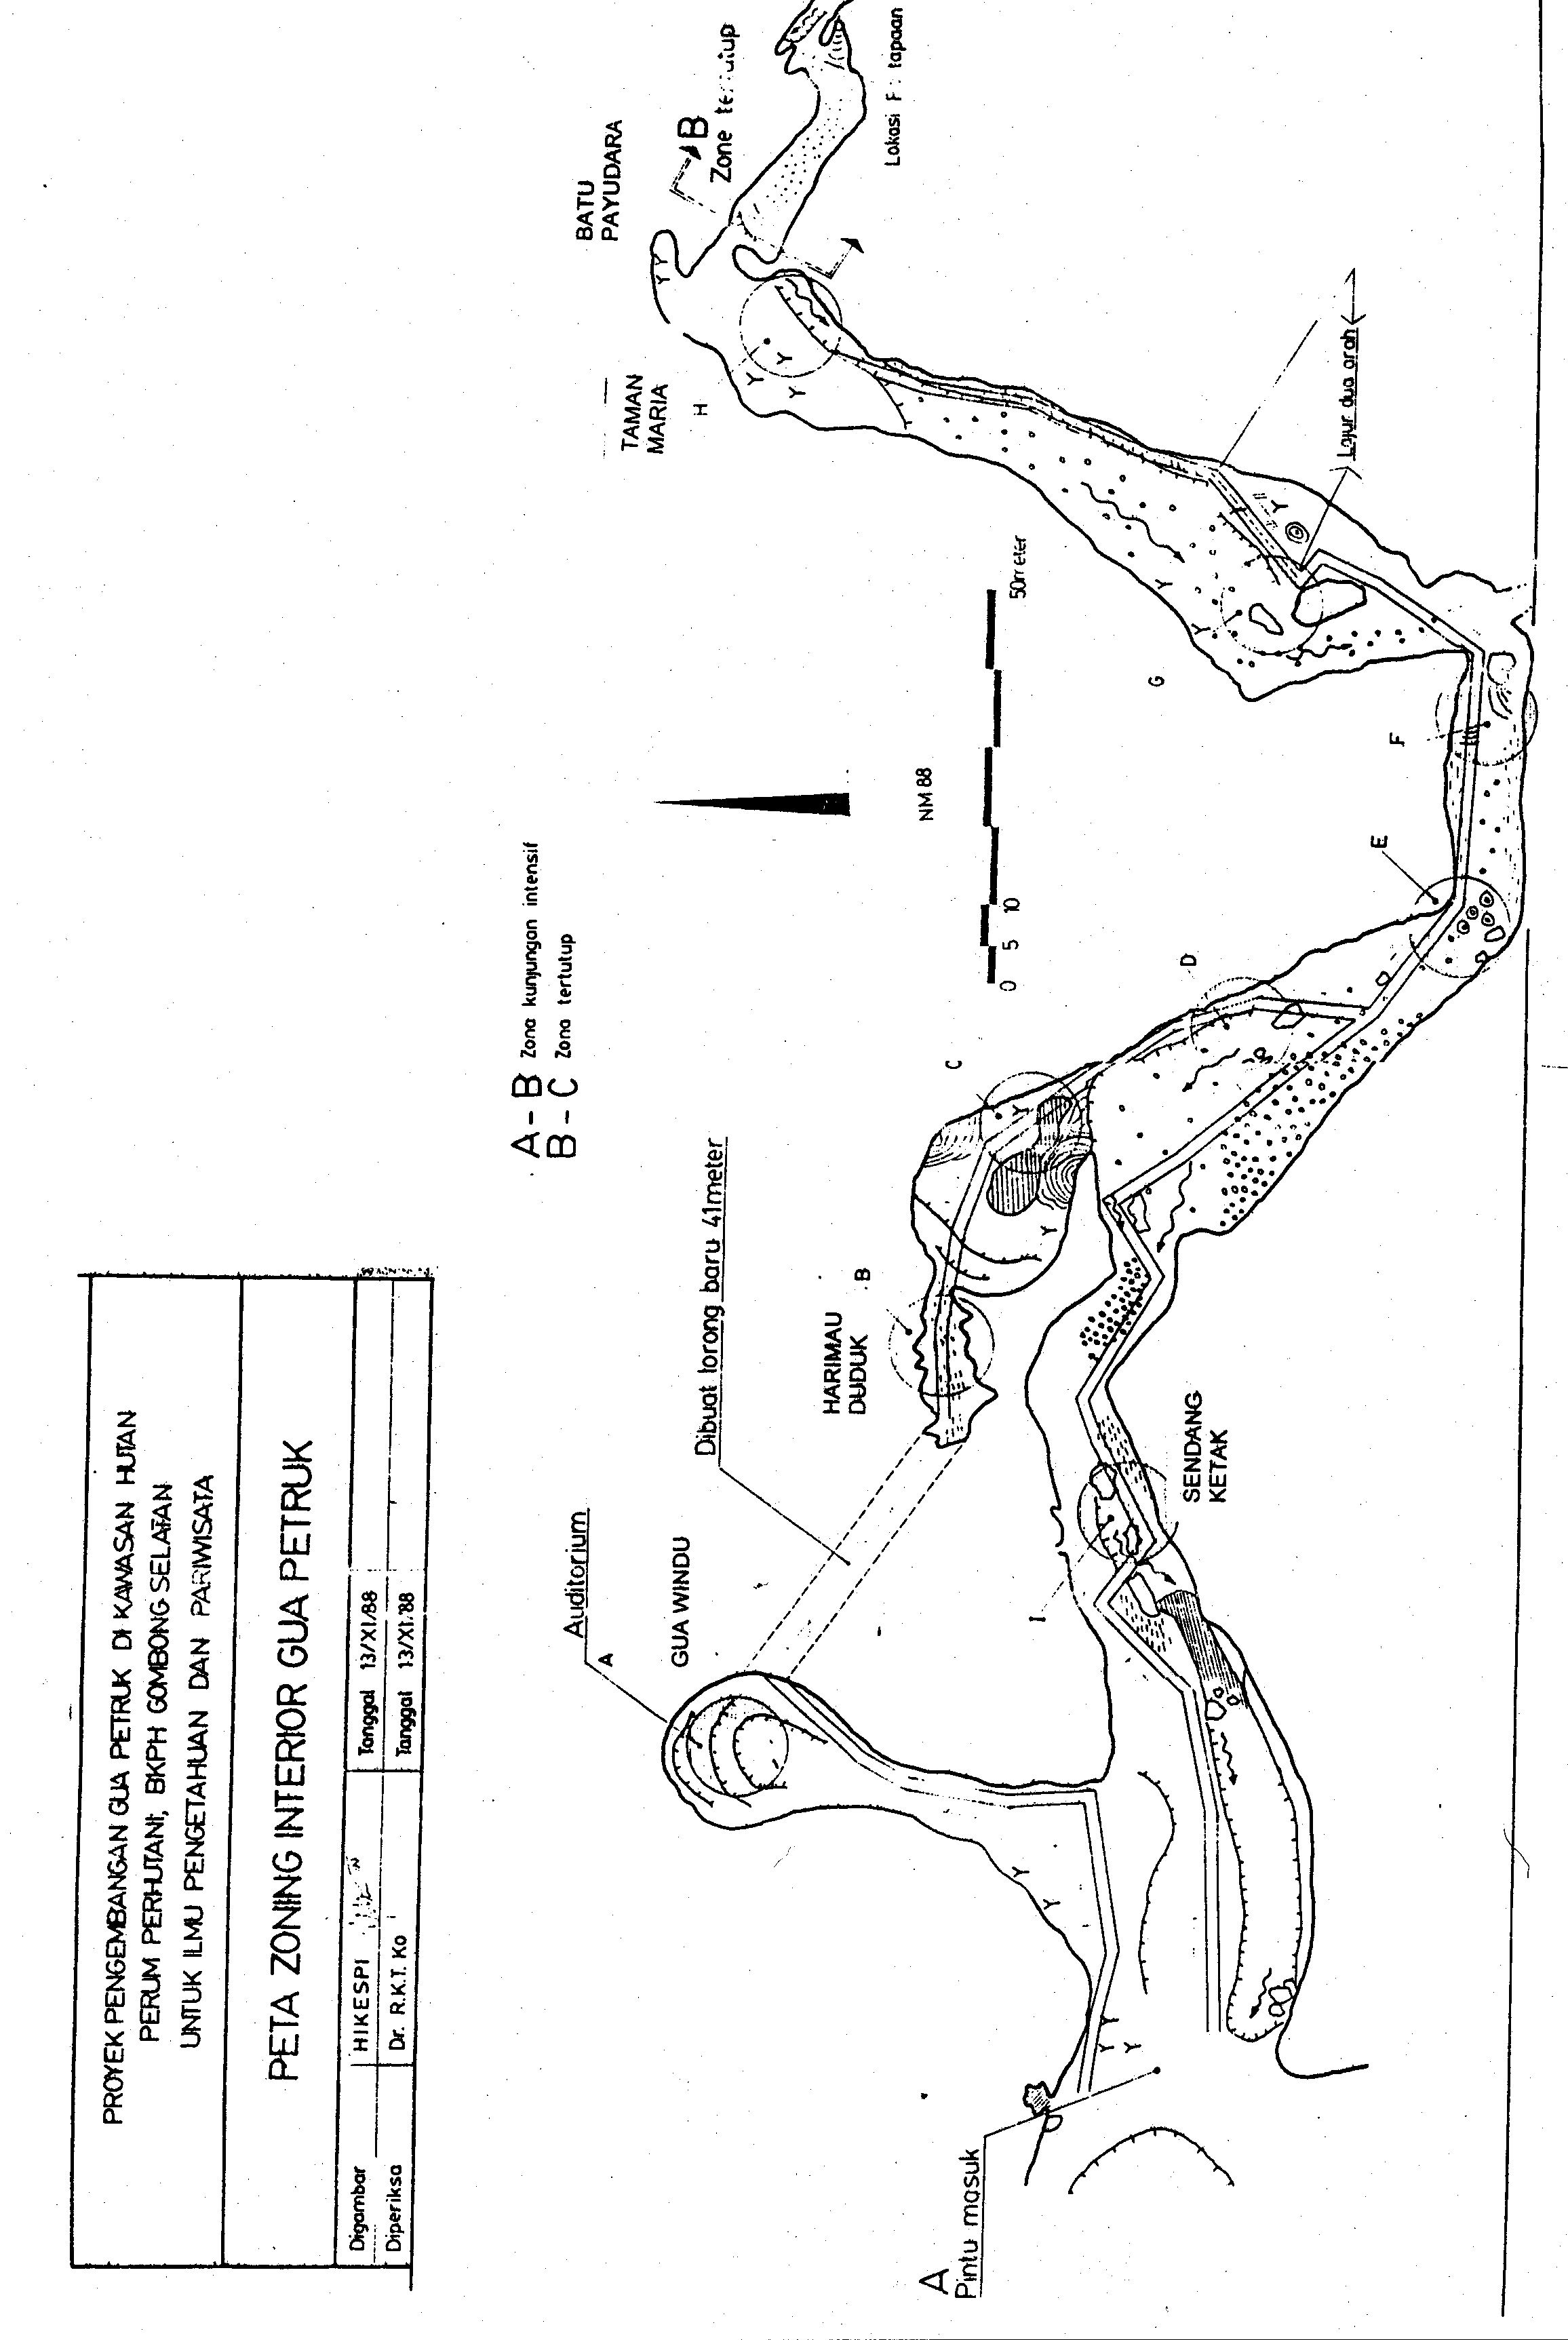 PROYEK PENGEMBANGAN GUA PETRUK DI KAWASAN HUTAN
PERUM PERHUTANI, BKPH GOMBONG SELATAN
UNTUK ILMU PENGETAHUAN DAN PARIWISATA
PETA ZONING INTERIOR GUA PETRUK
Digambar HIKESPI Tanggal 13/XI/88
Diperiksa Dr. R.K.T. Ko Tanggal 13/XI/88
A-B Zona kunjungan intensif
B-C Zona tertutup
BATU
PAYUDARA
B
Zone
Lokasi
TAMAN
MARIA
H
Lajur dua arah
50meter
NM 88
0 5 10
G
F
E
D
C
Dibuat lorong baru 41meter
HARIMAU
DUDUK
B
SENDANG
KETAK
I
Auditorium
A
GUA WINDU
A
Pintu masuk